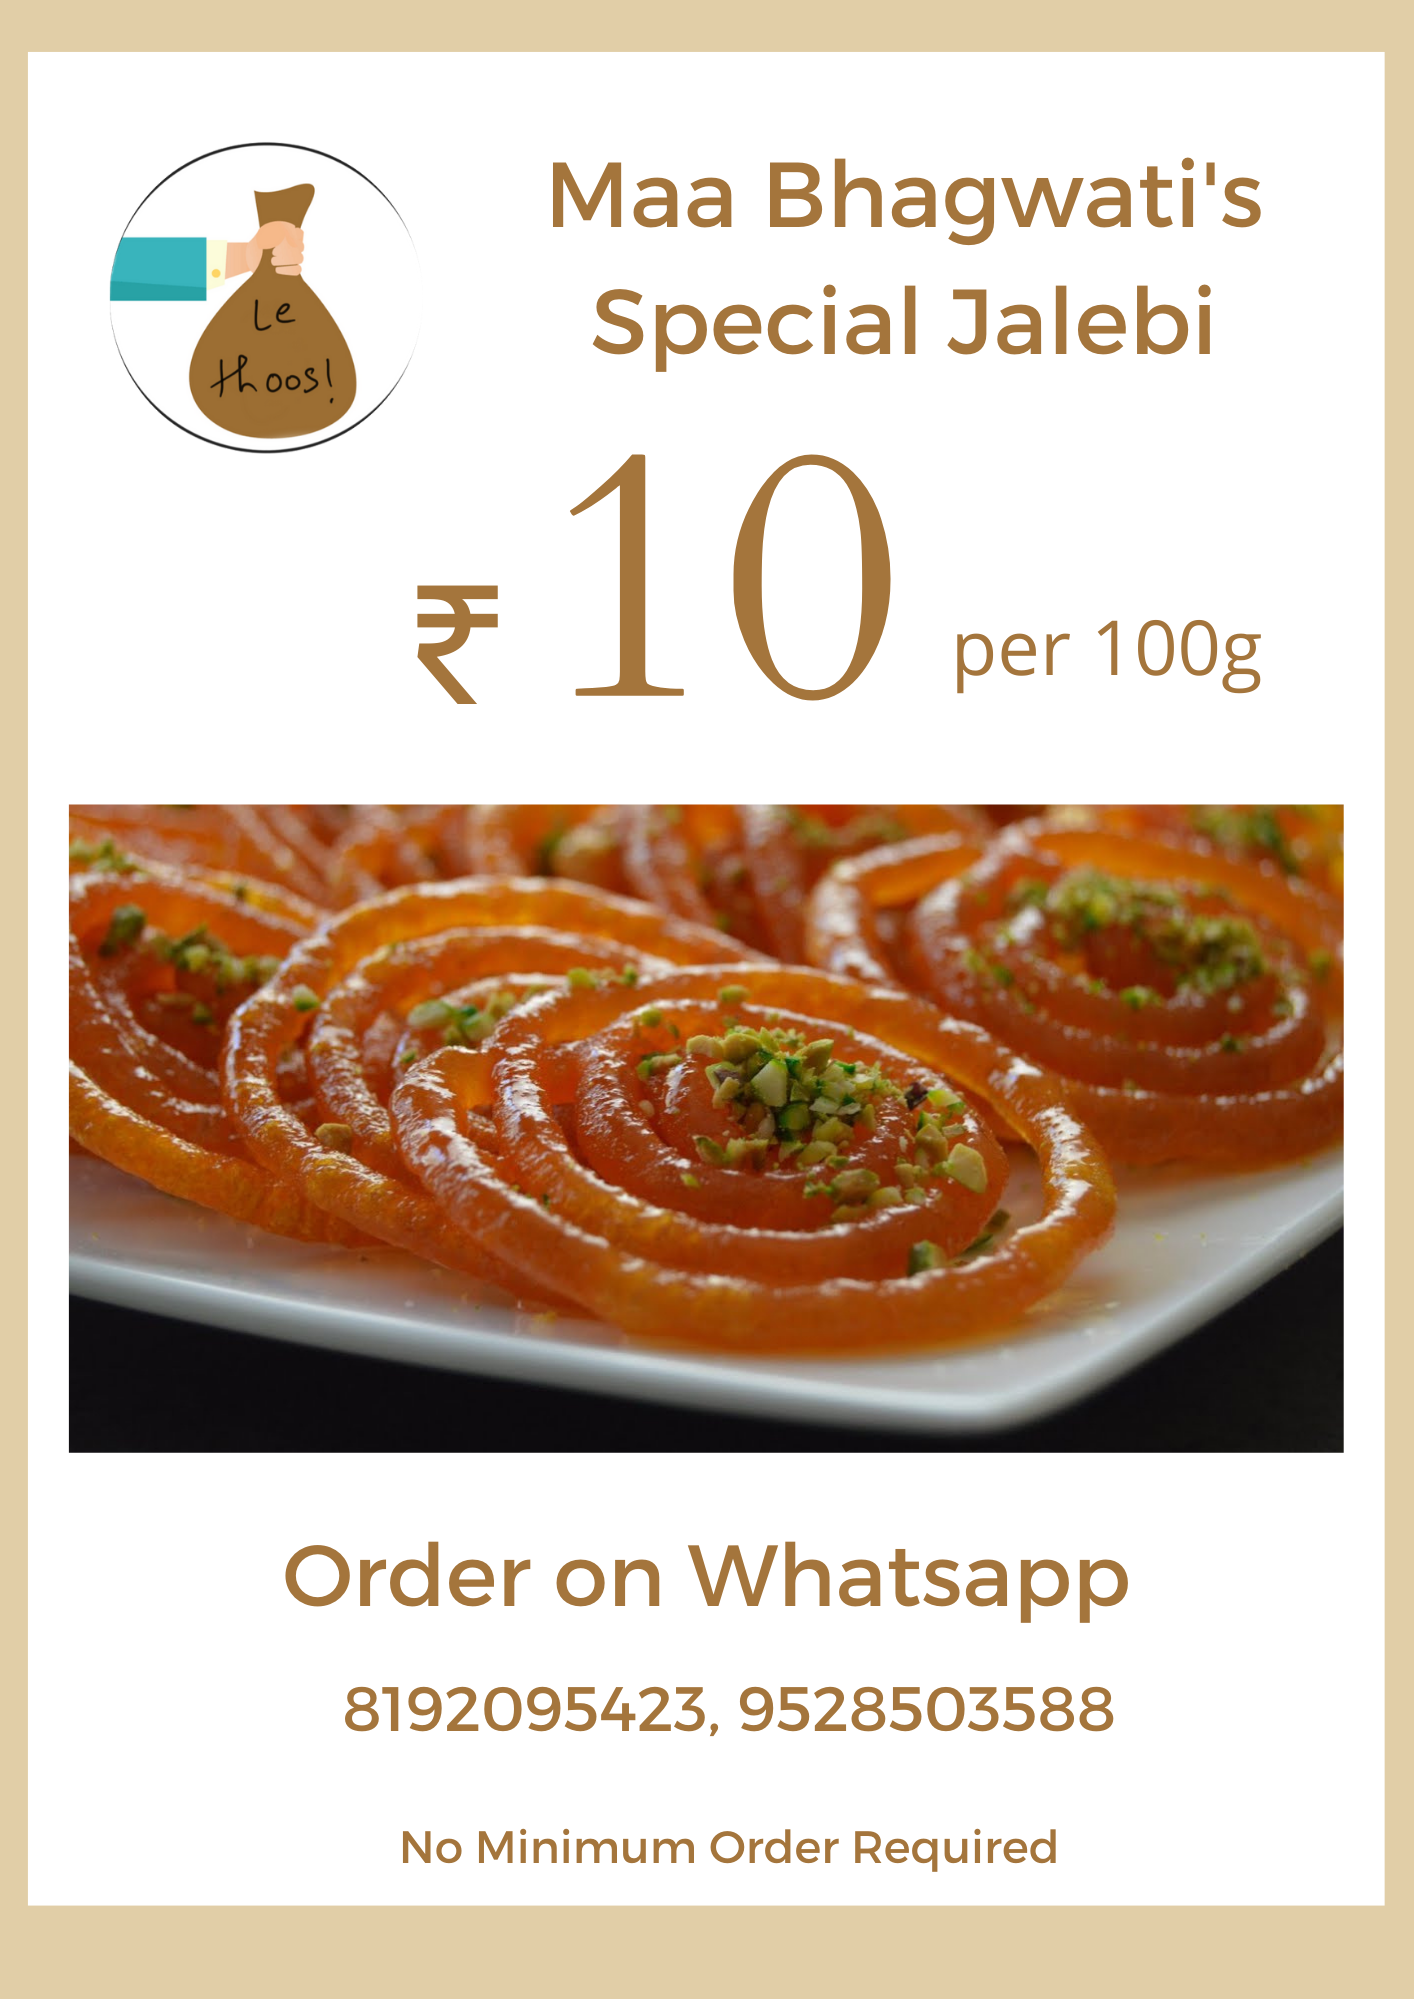 Le
thoos!
Maa Bhagwati's
Special Jalebi
₹ 10 per 100g
Order on Whatsapp
8192095423, 9528503588
No Minimum Order Required